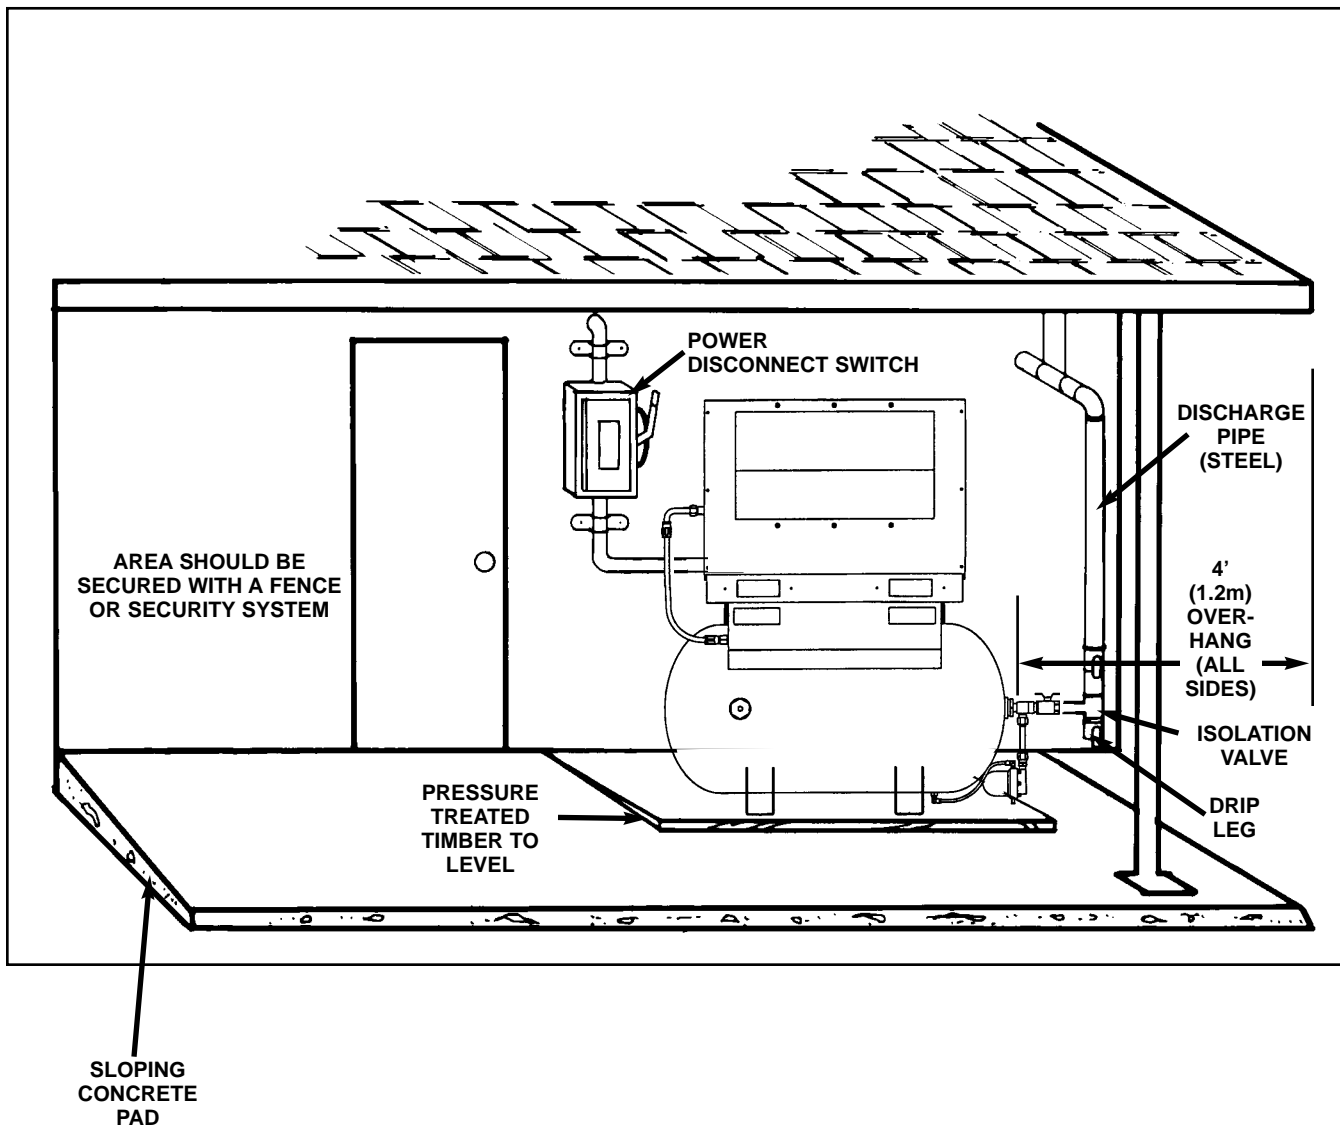 POWER
DISCONNECT SWITCH
DISCHARGE
PIPE
(STEEL)
AREA SHOULD BE
SECURED WITH A FENCE
OR SECURITY SYSTEM
4’
(1.2m)
OVER-
HANG
(ALL
SIDES)
ISOLATION
VALVE
PRESSURE
TREATED
TIMBER TO
LEVEL
DRIP
LEG
SLOPING
CONCRETE
PAD